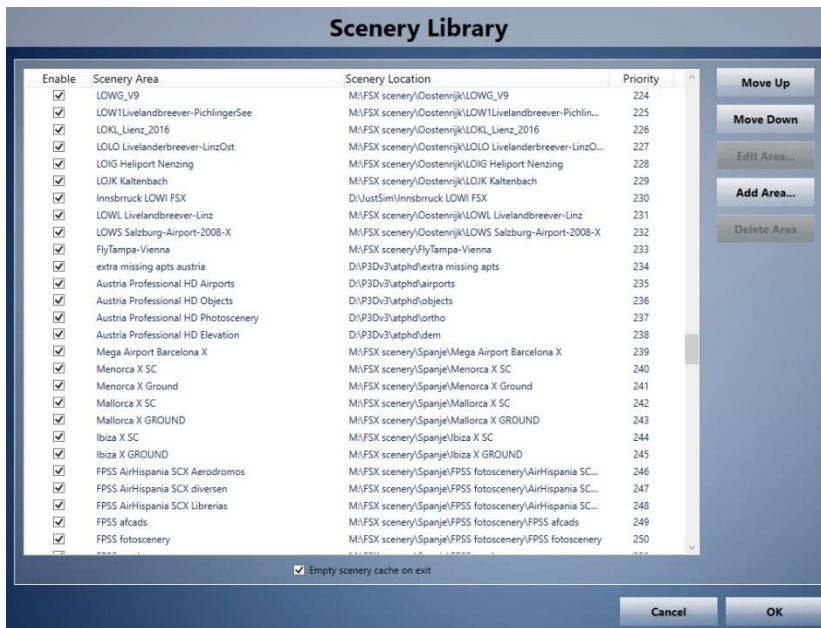 Scenery Library
Enable Scenery Area Scenery Location Priority
LOWG_V9 M:\FSX scenery\Oostenrijk\LOWG_V9 224
LOW1Livelandbreever-PichlingerSee M:\FSX scenery\Oostenrijk\LOW1Livelandbreever-Pichlin... 225
LOKL_Lienz_2016 M:\FSX scenery\Oostenrijk\LOKL_Lienz_2016 226
LOLO Livelanderbreever-LinzOst M:\FSX scenery\Oostenrijk\LOLO Livelanderbreever-LinzO... 227
LOIG Heliport Nenzing M:\FSX scenery\Oostenrijk\LOIG Heliport Nenzing 228
LOJK Kaltenbach M:\FSX scenery\Oostenrijk\LOJK Kaltenbach 229
Innsbrruck LOWI FSX D:\JustSim\Innsbrruck LOWI FSX 230
LOWL Livelandbreever-Linz M:\FSX scenery\Oostenrijk\LOWL Livelandbreever-Linz 231
LOWS Salzburg-Airport-2008-X M:\FSX scenery\Oostenrijk\LOWS Salzburg-Airport-2008-X 232
FlyTampa-Vienna M:\FSX scenery\FlyTampa-Vienna 233
extra missing apts austria D:\P3Dv3\atphd\extra missing apts 234
Austria Professional HD Airports D:\P3Dv3\atphd\airports 235
Austria Professional HD Objects D:\P3Dv3\atphd\objects 236
Austria Professional HD Photoscenery D:\P3Dv3\atphd\ortho 237
Austria Professional HD Elevation D:\P3Dv3\atphd\dem 238
Mega Airport Barcelona X M:\FSX scenery\Spanje\Mega Airport Barcelona X 239
Menorca X SC M:\FSX scenery\Spanje\Menorca X SC 240
Menorca X Ground M:\FSX scenery\Spanje\Menorca X Ground 241
Mallorca X SC M:\FSX scenery\Spanje\Mallorca X SC 242
Mallorca X GROUND M:\FSX scenery\Spanje\Mallorca X GROUND 243
Ibiza X SC M:\FSX scenery\Spanje\Ibiza X SC 244
Ibiza X GROUND M:\FSX scenery\Spanje\Ibiza X GROUND 245
FPSS AirHispania SCX Aerodromos M:\FSX scenery\Spanje\FPSS fotoscenery\AirHispania SC... 246
FPSS AirHispania SCX diversen M:\FSX scenery\Spanje\FPSS fotoscenery\AirHispania SC... 247
FPSS AirHispania SCX Librerias M:\FSX scenery\Spanje\FPSS fotoscenery\AirHispania SC... 248
FPSS afcads M:\FSX scenery\Spanje\FPSS fotoscenery\FPSS afcads 249
FPSS fotoscenery M:\FSX scenery\Spanje\FPSS fotoscenery\FPSS fotoscenery 250
Move Up
Move Down
Edit Area...
Add Area...
Delete Area
Empty scenery cache on exit
Cancel OK